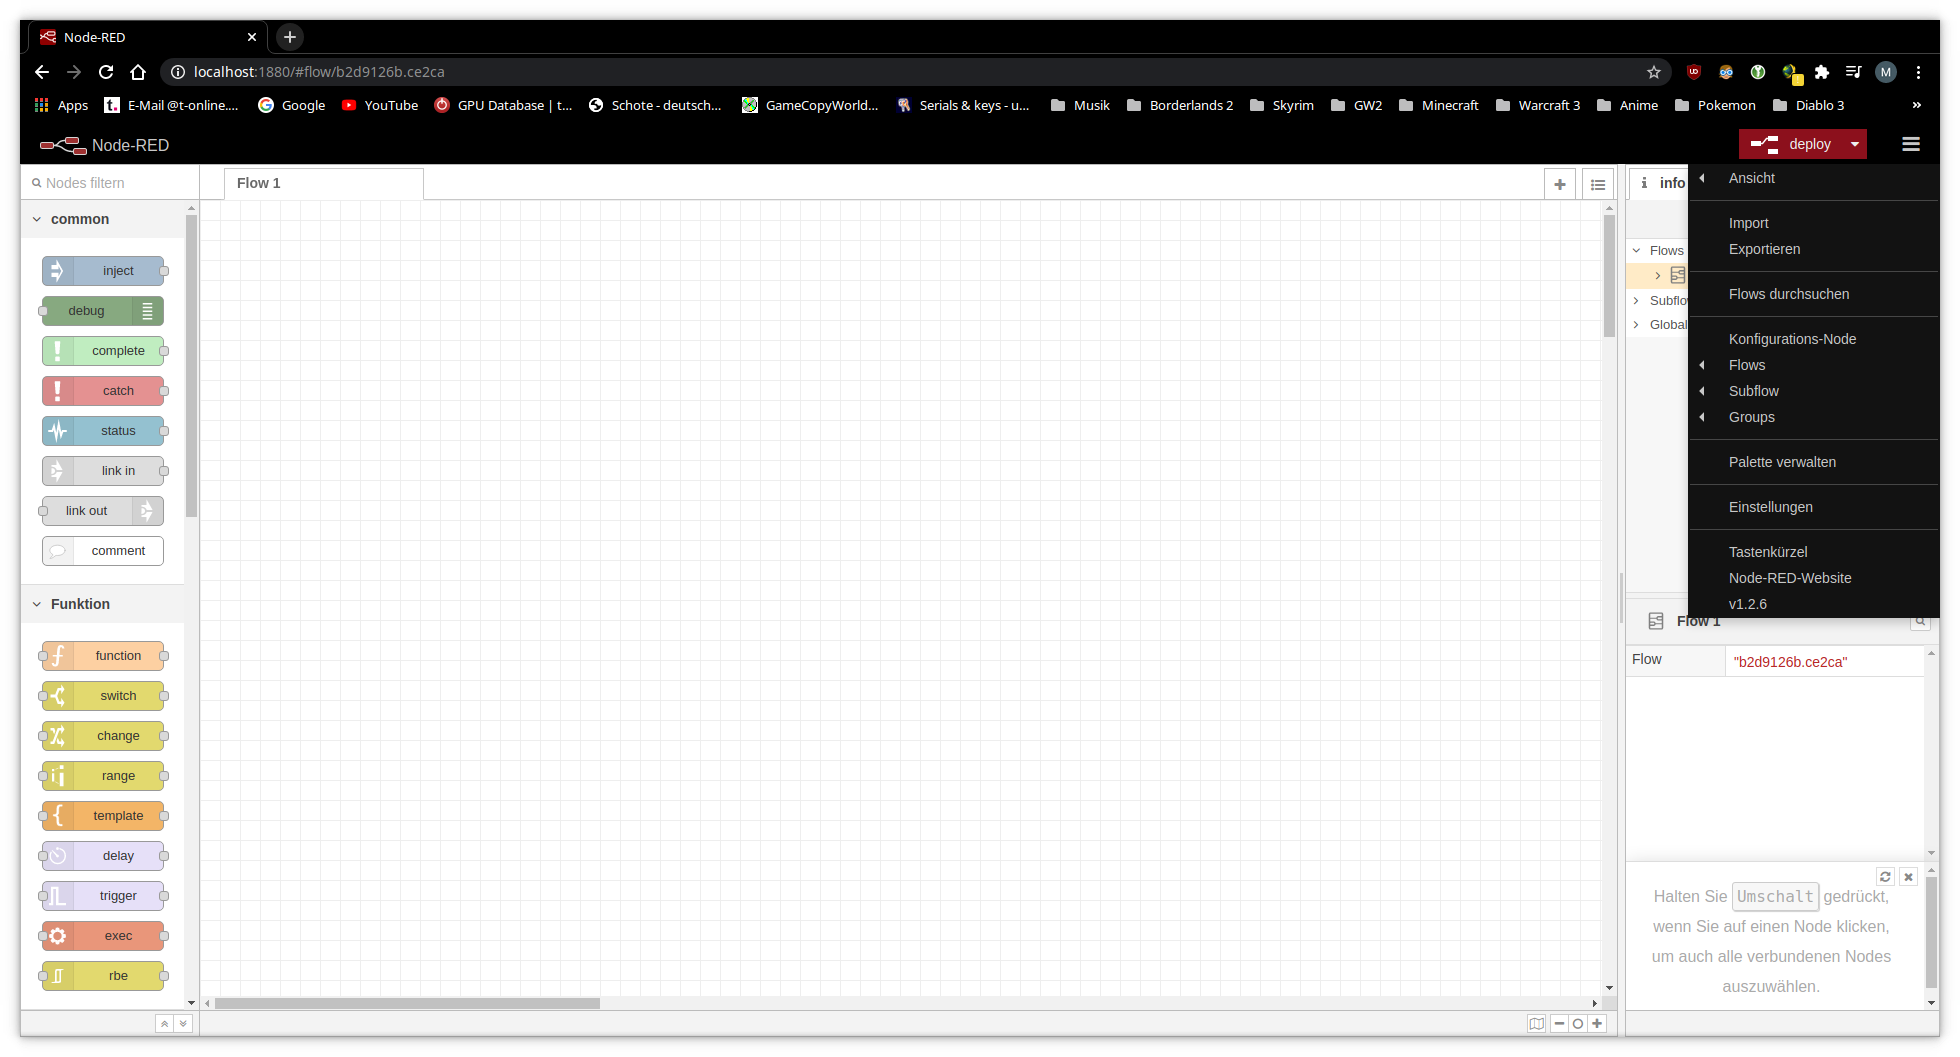 Node-RED
localhost:1880/#flow/b2d9126b.ce2ca
M
Apps
t. E-Mail @t-online....
Google
YouTube
GPU Database | t...
Schote - deutsch...
GameCopyWorld...
Serials & keys - u...
Musik
Borderlands 2
Skyrim
GW2
Minecraft
Warcraft 3
Anime
Pokemon
Diablo 3
»
Node-RED
deploy
Nodes filtern
common
inject
debug
complete
catch
status
link in
link out
comment
Funktion
function
switch
change
range
template
delay
trigger
exec
rbe
Flow 1
i info
Flows
Subflo
Global
Ansicht
Import
Exportieren
Flows durchsuchen
Konfigurations-Node
Flows
Subflow
Groups
Palette verwalten
Einstellungen
Tastenkürzel
Node-RED-Website
v1.2.6
Flow 1
Flow "b2d9126b.ce2ca"
Halten Sie Umschalt gedrückt,
wenn Sie auf einen Node klicken,
um auch alle verbundenen Nodes
auszuwählen.